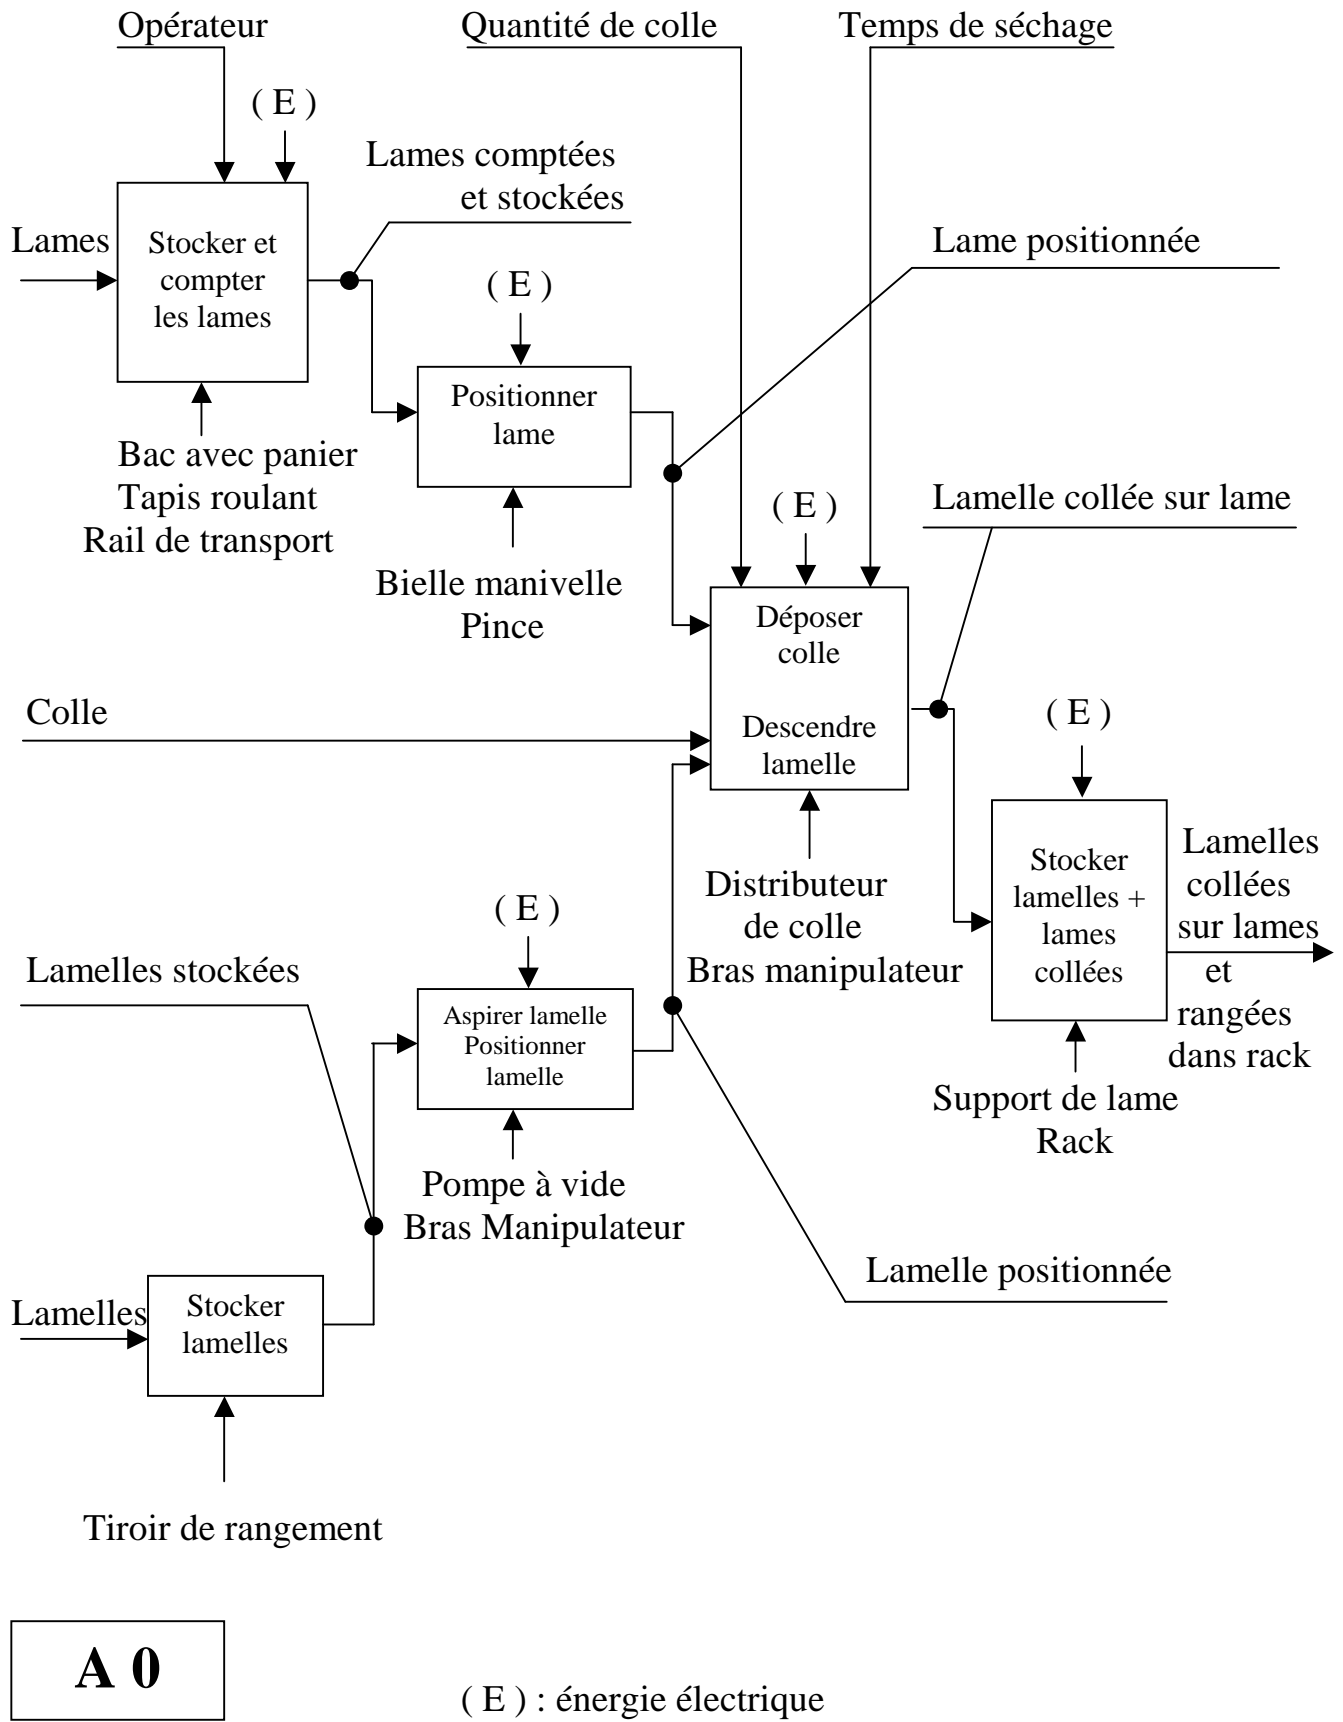 Opérateur
Quantité de colle
Temps de séchage
( E )
Lames comptées
et stockées
Lames
Stocker et
compter
les lames
Lame positionnée
( E )
Positionner
lame
Bac avec panier
Tapis roulant
Rail de transport
( E )
Lamelle collée sur lame
Bielle manivelle
Pince
Déposer
colle
Descendre
lamelle
Colle
( E )
Distributeur
de colle
Bras manipulateur
Stocker
lamelles +
lames
collées
Lamelles
collées
sur lames
et
rangées
dans rack
( E )
Lamelles stockées
Aspirer lamelle
Positionner
lamelle
Support de lame
Rack
Pompe à vide
Bras Manipulateur
Lamelle positionnée
Lamelles
Stocker
lamelles
Tiroir de rangement
A 0
( E ) : énergie électrique